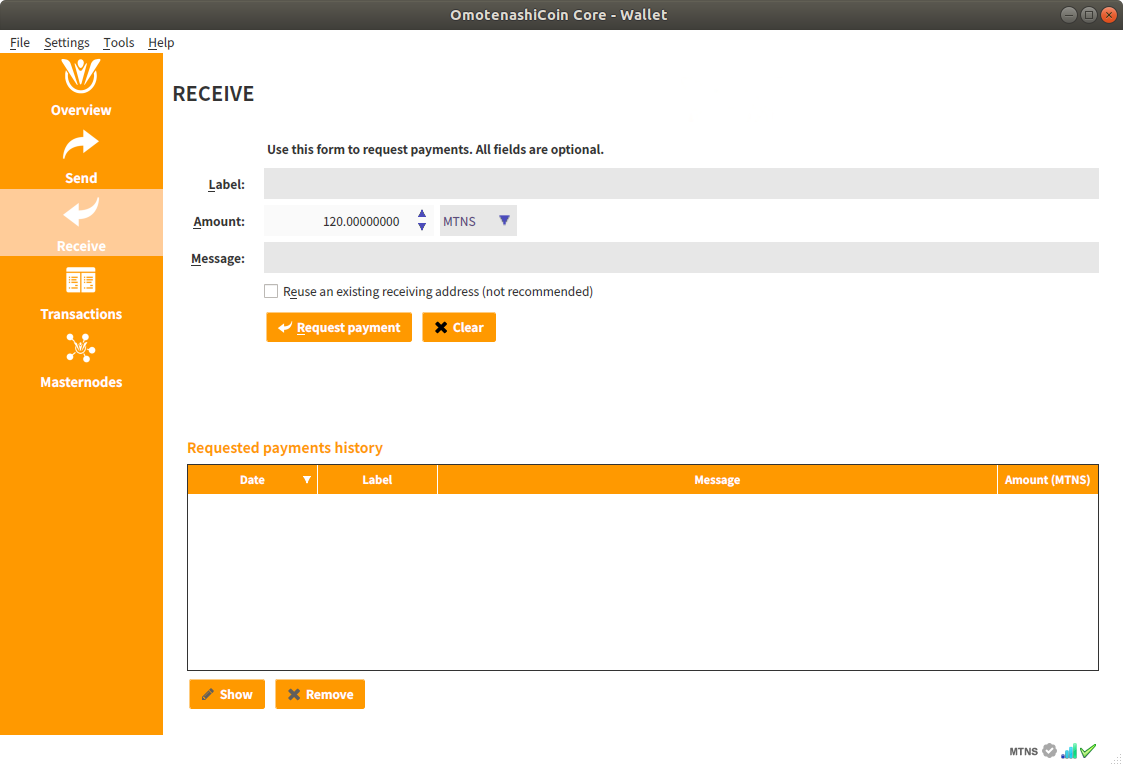 OmotenashiCoin Core - Wallet
File Settings Tools Help
Overview
Send
Receive
Transactions
Masternodes
RECEIVE
Use this form to request payments. All fields are optional.
Label:
Amount: 120.00000000 MTNS
Message:
Reuse an existing receiving address (not recommended)
Request payment Clear
Requested payments history
Date Label Message Amount (MTNS)
Show Remove
MTNS